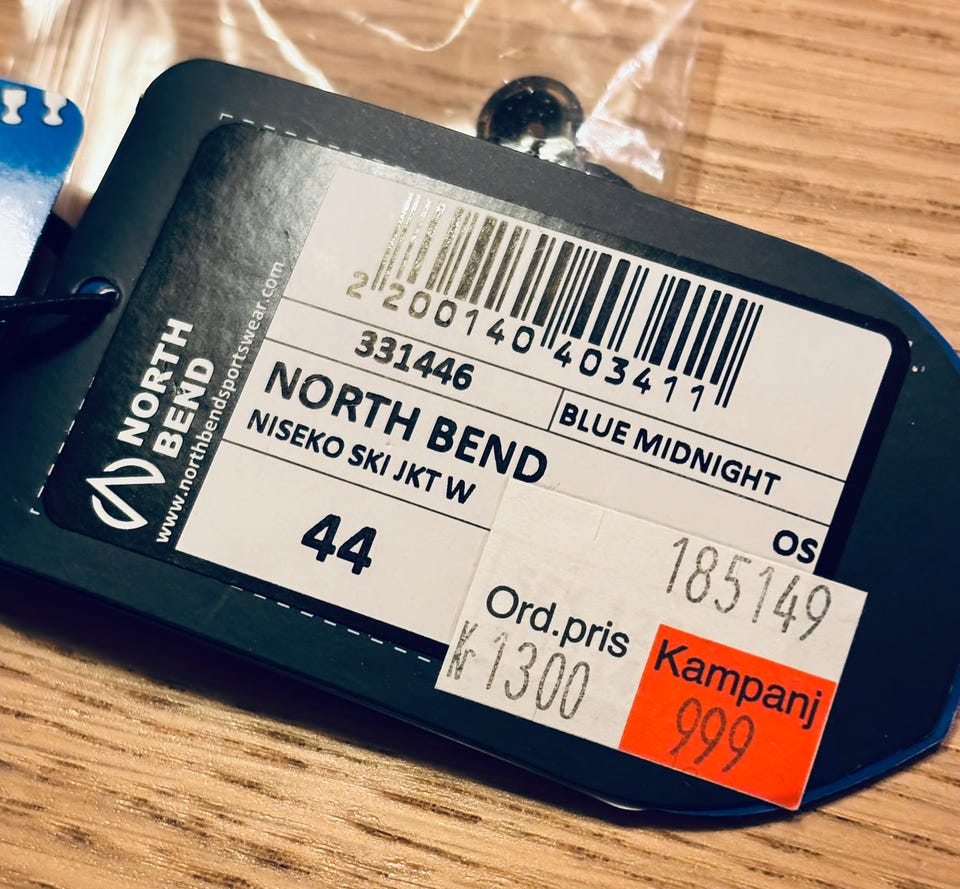 NORTH
BEND
www.northbendsportswear.com
2 200140 403411
331446
BLUE MIDNIGHT
NORTH BEND
NISEKO SKI JKT W
OS
44
185149
Ord.pris
Kr 1300
Kampanj
999